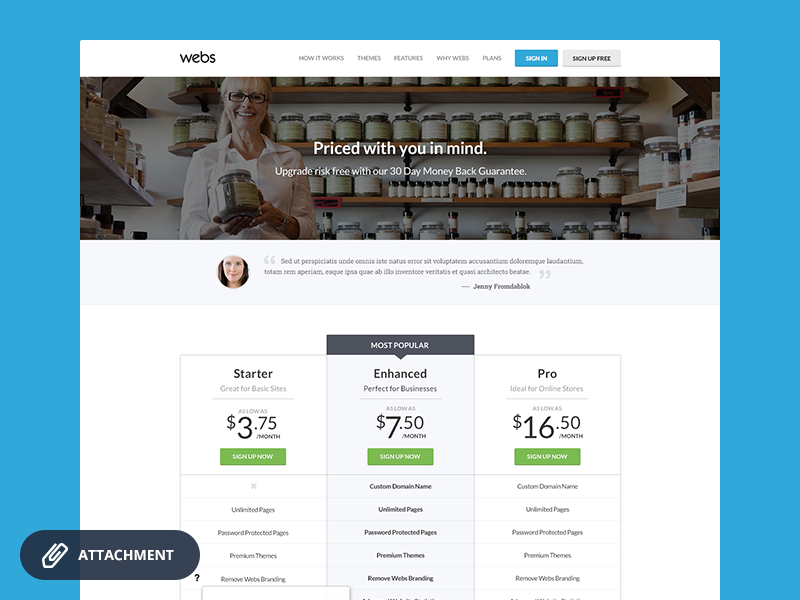 webs
HOW IT WORKS THEMES FEATURES WHY WEBS PLANS SIGN IN SIGN UP FREE
Priced with you in mind.
Upgrade risk free with our 30 Day Money Back Guarantee.
“ Sed ut perspiciatis unde omnis iste natus error sit voluptatem accusantium doloremque laudantium,
totam rem aperiam, eaque ipsa quae ab illo inventore veritatis et quasi architecto beatae. ”
— Jenny Fromdablok
MOST POPULAR
Starter Enhanced Pro
Great for Basic Sites Perfect for Businesses Ideal for Online Stores
AS LOW AS AS LOW AS AS LOW AS
$3.75 /MONTH $7.50 /MONTH $16.50 /MONTH
SIGN UP NOW SIGN UP NOW SIGN UP NOW
Custom Domain Name Custom Domain Name
Unlimited Pages Unlimited Pages Unlimited Pages
Password Protected Pages Password Protected Pages Password Protected Pages
Premium Themes Premium Themes Premium Themes
? Remove Webs Branding Remove Webs Branding Remove Webs Branding
ATTACHMENT